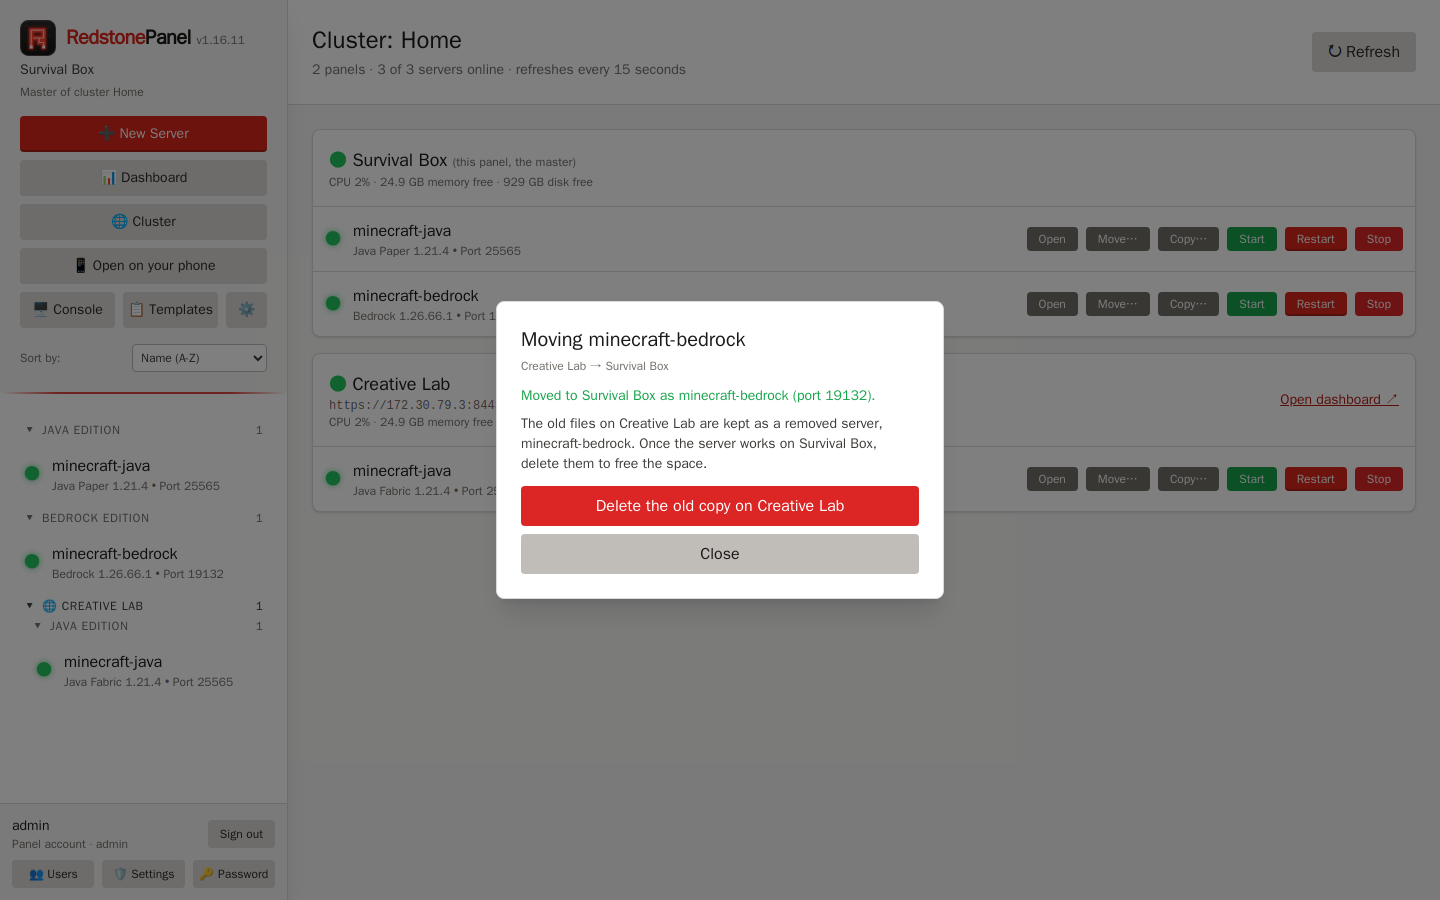 RedstonePanel v1.16.11
Survival Box
Master of cluster Home
➕ New Server
📊 Dashboard
🌐 Cluster
📱 Open on your phone
🖥️ Console
📋 Templates
⚙️
Sort by:
Name (A-Z)
▼ JAVA EDITION 1
minecraft-java
Java Paper 1.21.4 • Port 25565
▼ BEDROCK EDITION 1
minecraft-bedrock
Bedrock 1.26.66.1 • Port 19132
▼ 🌐 CREATIVE LAB 1
▼ JAVA EDITION 1
minecraft-java
Java Fabric 1.21.4 • Port 25565
admin
Panel account · admin
Sign out
👥 Users
🛡️ Settings
🔑 Password
Cluster: Home
2 panels · 3 of 3 servers online · refreshes every 15 seconds
↻ Refresh
Survival Box (this panel, the master)
CPU 2% · 24.9 GB memory free · 929 GB disk free
minecraft-java
Java Paper 1.21.4 • Port 25565
Open Move… Copy… Start Restart Stop
minecraft-bedrock
Bedrock 1.26.66.1 • Port 1
Open Move… Copy… Start Restart Stop
Creative Lab
https://172.30.79.3:844
CPU 2% · 24.9 GB memory free
Open dashboard ↗
minecraft-java
Java Fabric 1.21.4 • Port 25
Open Move… Copy… Start Restart Stop
Moving minecraft-bedrock
Creative Lab → Survival Box
Moved to Survival Box as minecraft-bedrock (port 19132).
The old files on Creative Lab are kept as a removed server,
minecraft-bedrock. Once the server works on Survival Box,
delete them to free the space.
Delete the old copy on Creative Lab
Close